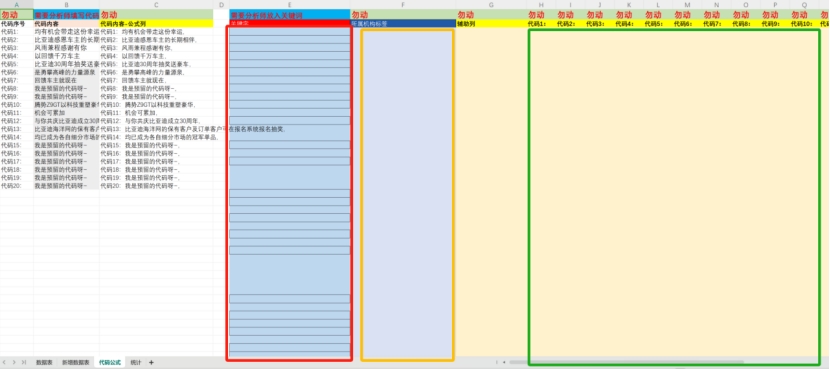 A B C D E F G H I J K L M N O P Q
勿动 需要分析师填写代码 勿动 需要分析师放入关键词 勿动 勿动 勿动 勿动 勿动 勿动 勿动 勿动 勿动 勿动 勿动 勿动
代码序号 代码内容 代码内容-公式列 关键字 所属机构标签 辅助列 代码1: 代码2: 代码3: 代码4: 代码5: 代码6: 代码7: 代码8: 代码9: 代码10:
代码1: 均有机会带走这份幸运 代码1: 均有机会带走这份幸运、
代码2: 比亚迪感恩车主的长期 代码2: 比亚迪感恩车主的长期相伴、
代码3: 风雨兼程感谢有你 代码3: 风雨兼程感谢有你、
代码4: 以回馈千万车主 代码4: 以回馈千万车主、
代码5: 比亚迪30周年抽奖送豪 代码5: 比亚迪30周年抽奖送豪车、
代码6: 是勇攀高峰的力量源泉 代码6: 是勇攀高峰的力量源泉、
代码7: 回馈车主就现在 代码7: 回馈车主就现在、
代码8: 我是预留的代码呀~ 代码8: 我是预留的代码呀~、
代码9: 我是预留的代码呀~ 代码9: 我是预留的代码呀~、
代码10: 腾势Z9GT以科技重塑豪华 代码10: 腾势Z9GT以科技重塑豪华、
代码11: 机会可累加 代码11: 机会可累加、
代码12: 与你共庆比亚迪成立30 代码12: 与你共庆比亚迪成立30周年、
代码13: 比亚迪海洋网的保有客户 代码13: 比亚迪海洋网的保有客户及订单客户可在报名系统报名抽奖、
代码14: 均已成为各自细分市场 代码14: 均已成为各自细分市场的冠军单品、
代码15: 我是预留的代码呀~ 代码15: 我是预留的代码呀~、
代码16: 我是预留的代码呀~ 代码16: 我是预留的代码呀~、
代码17: 我是预留的代码呀~ 代码17: 我是预留的代码呀~、
代码18: 我是预留的代码呀~ 代码18: 我是预留的代码呀~、
代码19: 我是预留的代码呀~ 代码19: 我是预留的代码呀~、
代码20: 我是预留的代码呀~ 代码20: 我是预留的代码呀~、
数据表 新增数据表 代码公式 统计 +